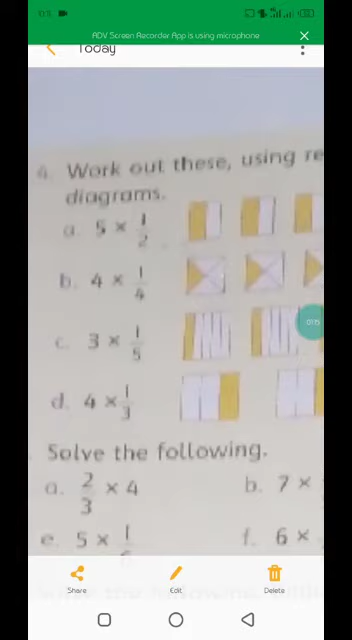 ADV Screen Recorder App is using microphone
Today
Work out these, using
diagrams.
a. 5 × 1/2
b. 4 × 1/4
c. 3 × 1/5
d. 4 × 1/3
Solve the following.
a. 2/3 × 4 b. 7 ×
e. 5 × 1 f. 6 ×
Share Edit Delete